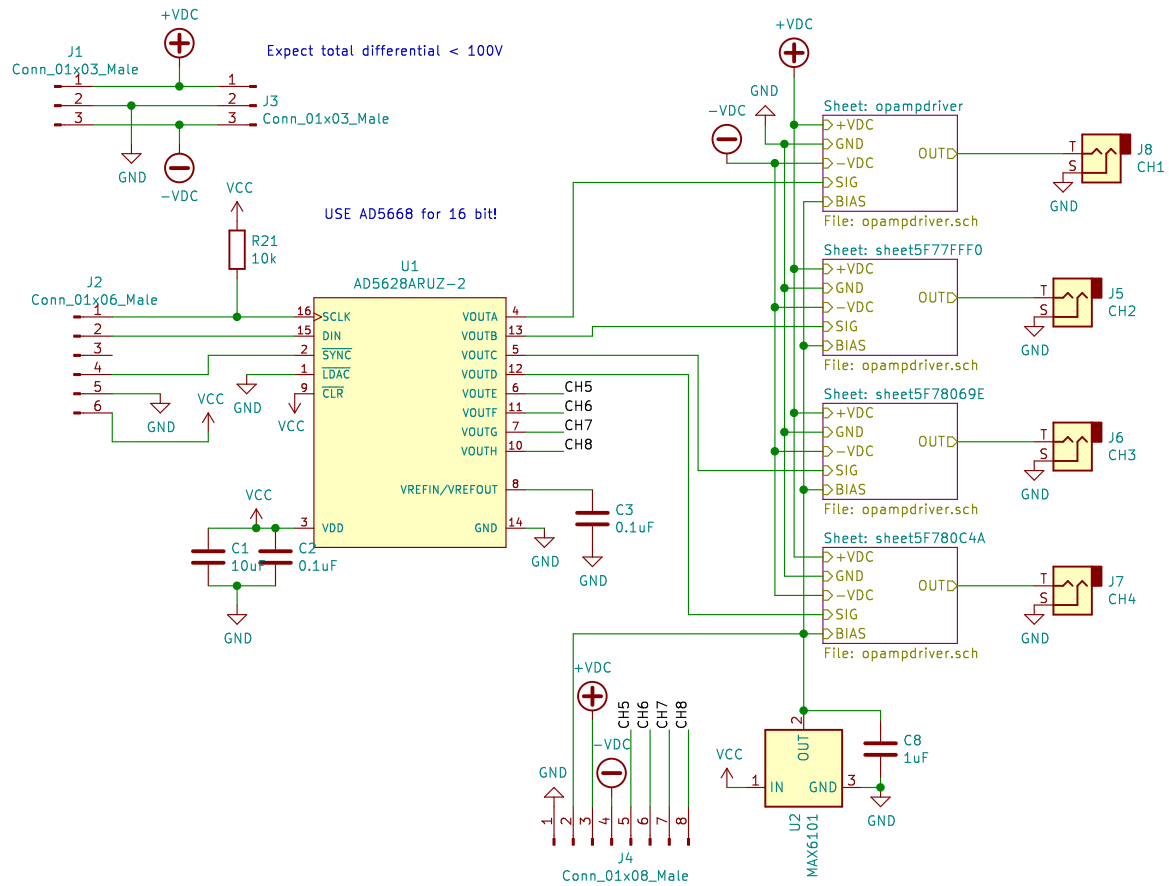 +VDC
Expect total differential < 100V
J1
Conn_01x03_Male
1
2
3
1
2
3
J3
Conn_01x03_Male
GND
-VDC
VCC
USE AD5668 for 16 bit!
R21
10k
J2
Conn_01x06_Male
1
2
3
4
5
6
GND
VCC
GND
VCC
U1
AD5628ARUZ-2
16 SCLK
15 DIN
2 SYNC
1 LDAC
9 CLR
3 VDD
VOUTA 4
VOUTB 13
VOUTC 5
VOUTD 12
VOUTE 6 CH5
VOUTF 11 CH6
VOUTG 7 CH7
VOUTH 10 CH8
VREFIN/VREFOUT 8
GND 14
VCC
C1
10uF
C2
0.1uF
GND
GND
C3
0.1uF
GND
+VDC
GND
-VDC
Sheet: opampdriver
+VDC
GND
-VDC
SIG
BIAS
OUT
File: opampdriver.sch
T
S
J8
CH1
GND
Sheet: sheet5F77FFF0
+VDC
GND
-VDC
SIG
BIAS
OUT
File: opampdriver.sch
T
S
J5
CH2
GND
Sheet: sheet5F78069E
+VDC
GND
-VDC
SIG
BIAS
OUT
File: opampdriver.sch
T
S
J6
CH3
GND
Sheet: sheet5F780C4A
+VDC
GND
-VDC
SIG
BIAS
OUT
File: opampdriver.sch
T
S
J7
CH4
GND
+VDC
-VDC
GND
CH5
CH6
CH7
CH8
1
2
3
4
5
6
7
8
J4
Conn_01x08_Male
VCC
1 IN
2 OUT
GND 3
U2
MAX6101
C8
1uF
GND